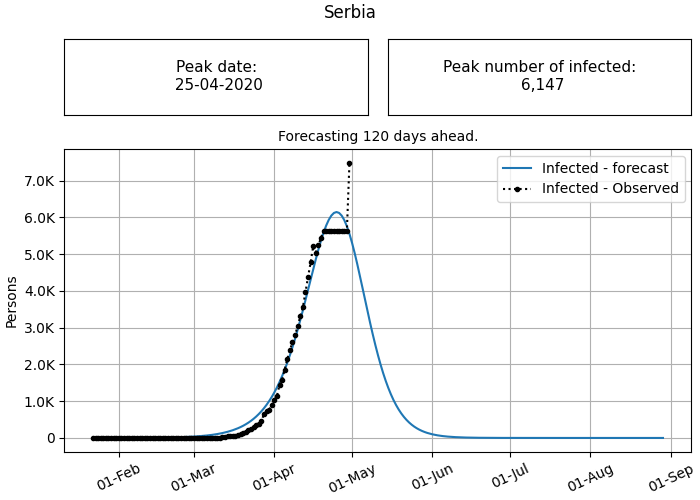 Serbia
Peak date:
25-04-2020
Peak number of infected:
6,147
Forecasting 120 days ahead.
Infected - forecast
Infected - Observed
7.0K
6.0K
5.0K
4.0K
3.0K
2.0K
1.0K
0
Persons
01-Feb
01-Mar
01-Apr
01-May
01-Jun
01-Jul
01-Aug
01-Sep